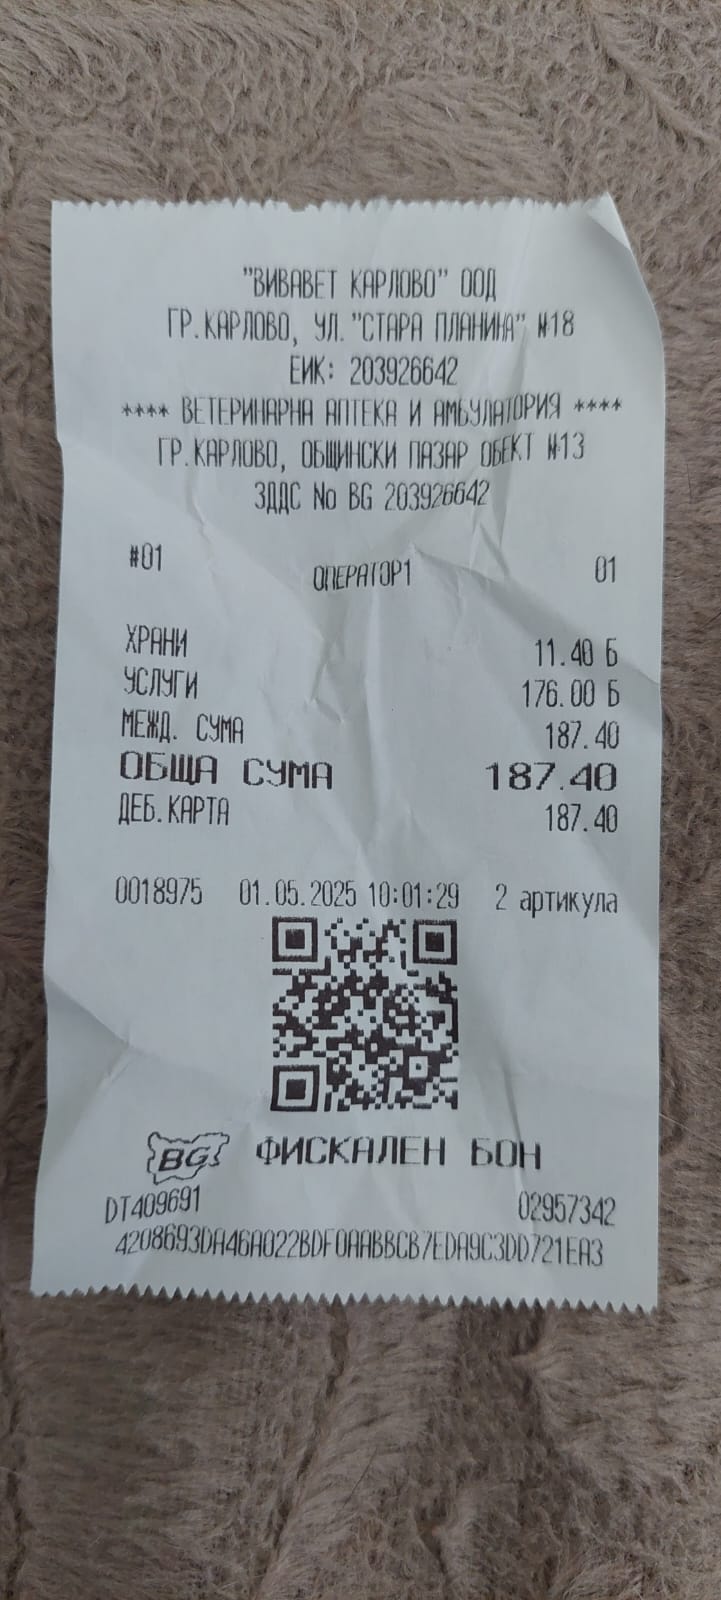 "ВИВАВЕТ КАРЛОВО" ООД
ГР.КАРЛОВО, УЛ."СТАРА ПЛАНИНА" №18
ЕИК: 203926642
**** ВЕТЕРИНАРНА АПТЕКА И АМБУЛАТОРИЯ ****
ГР.КАРЛОВО, ОБЩИНСКИ ПАЗАР ОБЕКТ №13
ЗДДС No BG 203926642
#01 ОПЕРАТОР1 01
ХРАНИ 11.40 Б
УСЛУГИ 176.00 Б
МЕЖД. СУМА 187.40
ОБЩА СУМА 187.40
ДЕБ.КАРТА 187.40
0018975 01.05.2025 10:01:29 2 артикула
BG ФИСКАЛЕН БОН
DT409691 02957342
4208693DA46A022BDF0AABBCB7EDA9C3DD721EA3